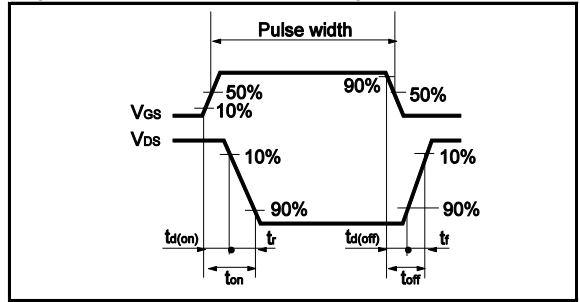 Pulse width
90%
50%
50%
10%
VGS
VDS
10%
10%
90%
90%
td(on)
tr
td(off)
tf
ton
toff